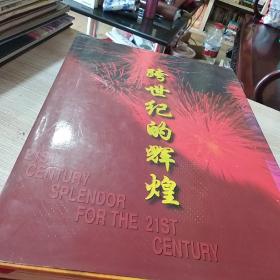 跨世纪的辉煌
CENTURY
SPLENDOR
FOR THE 21ST
CENTURY